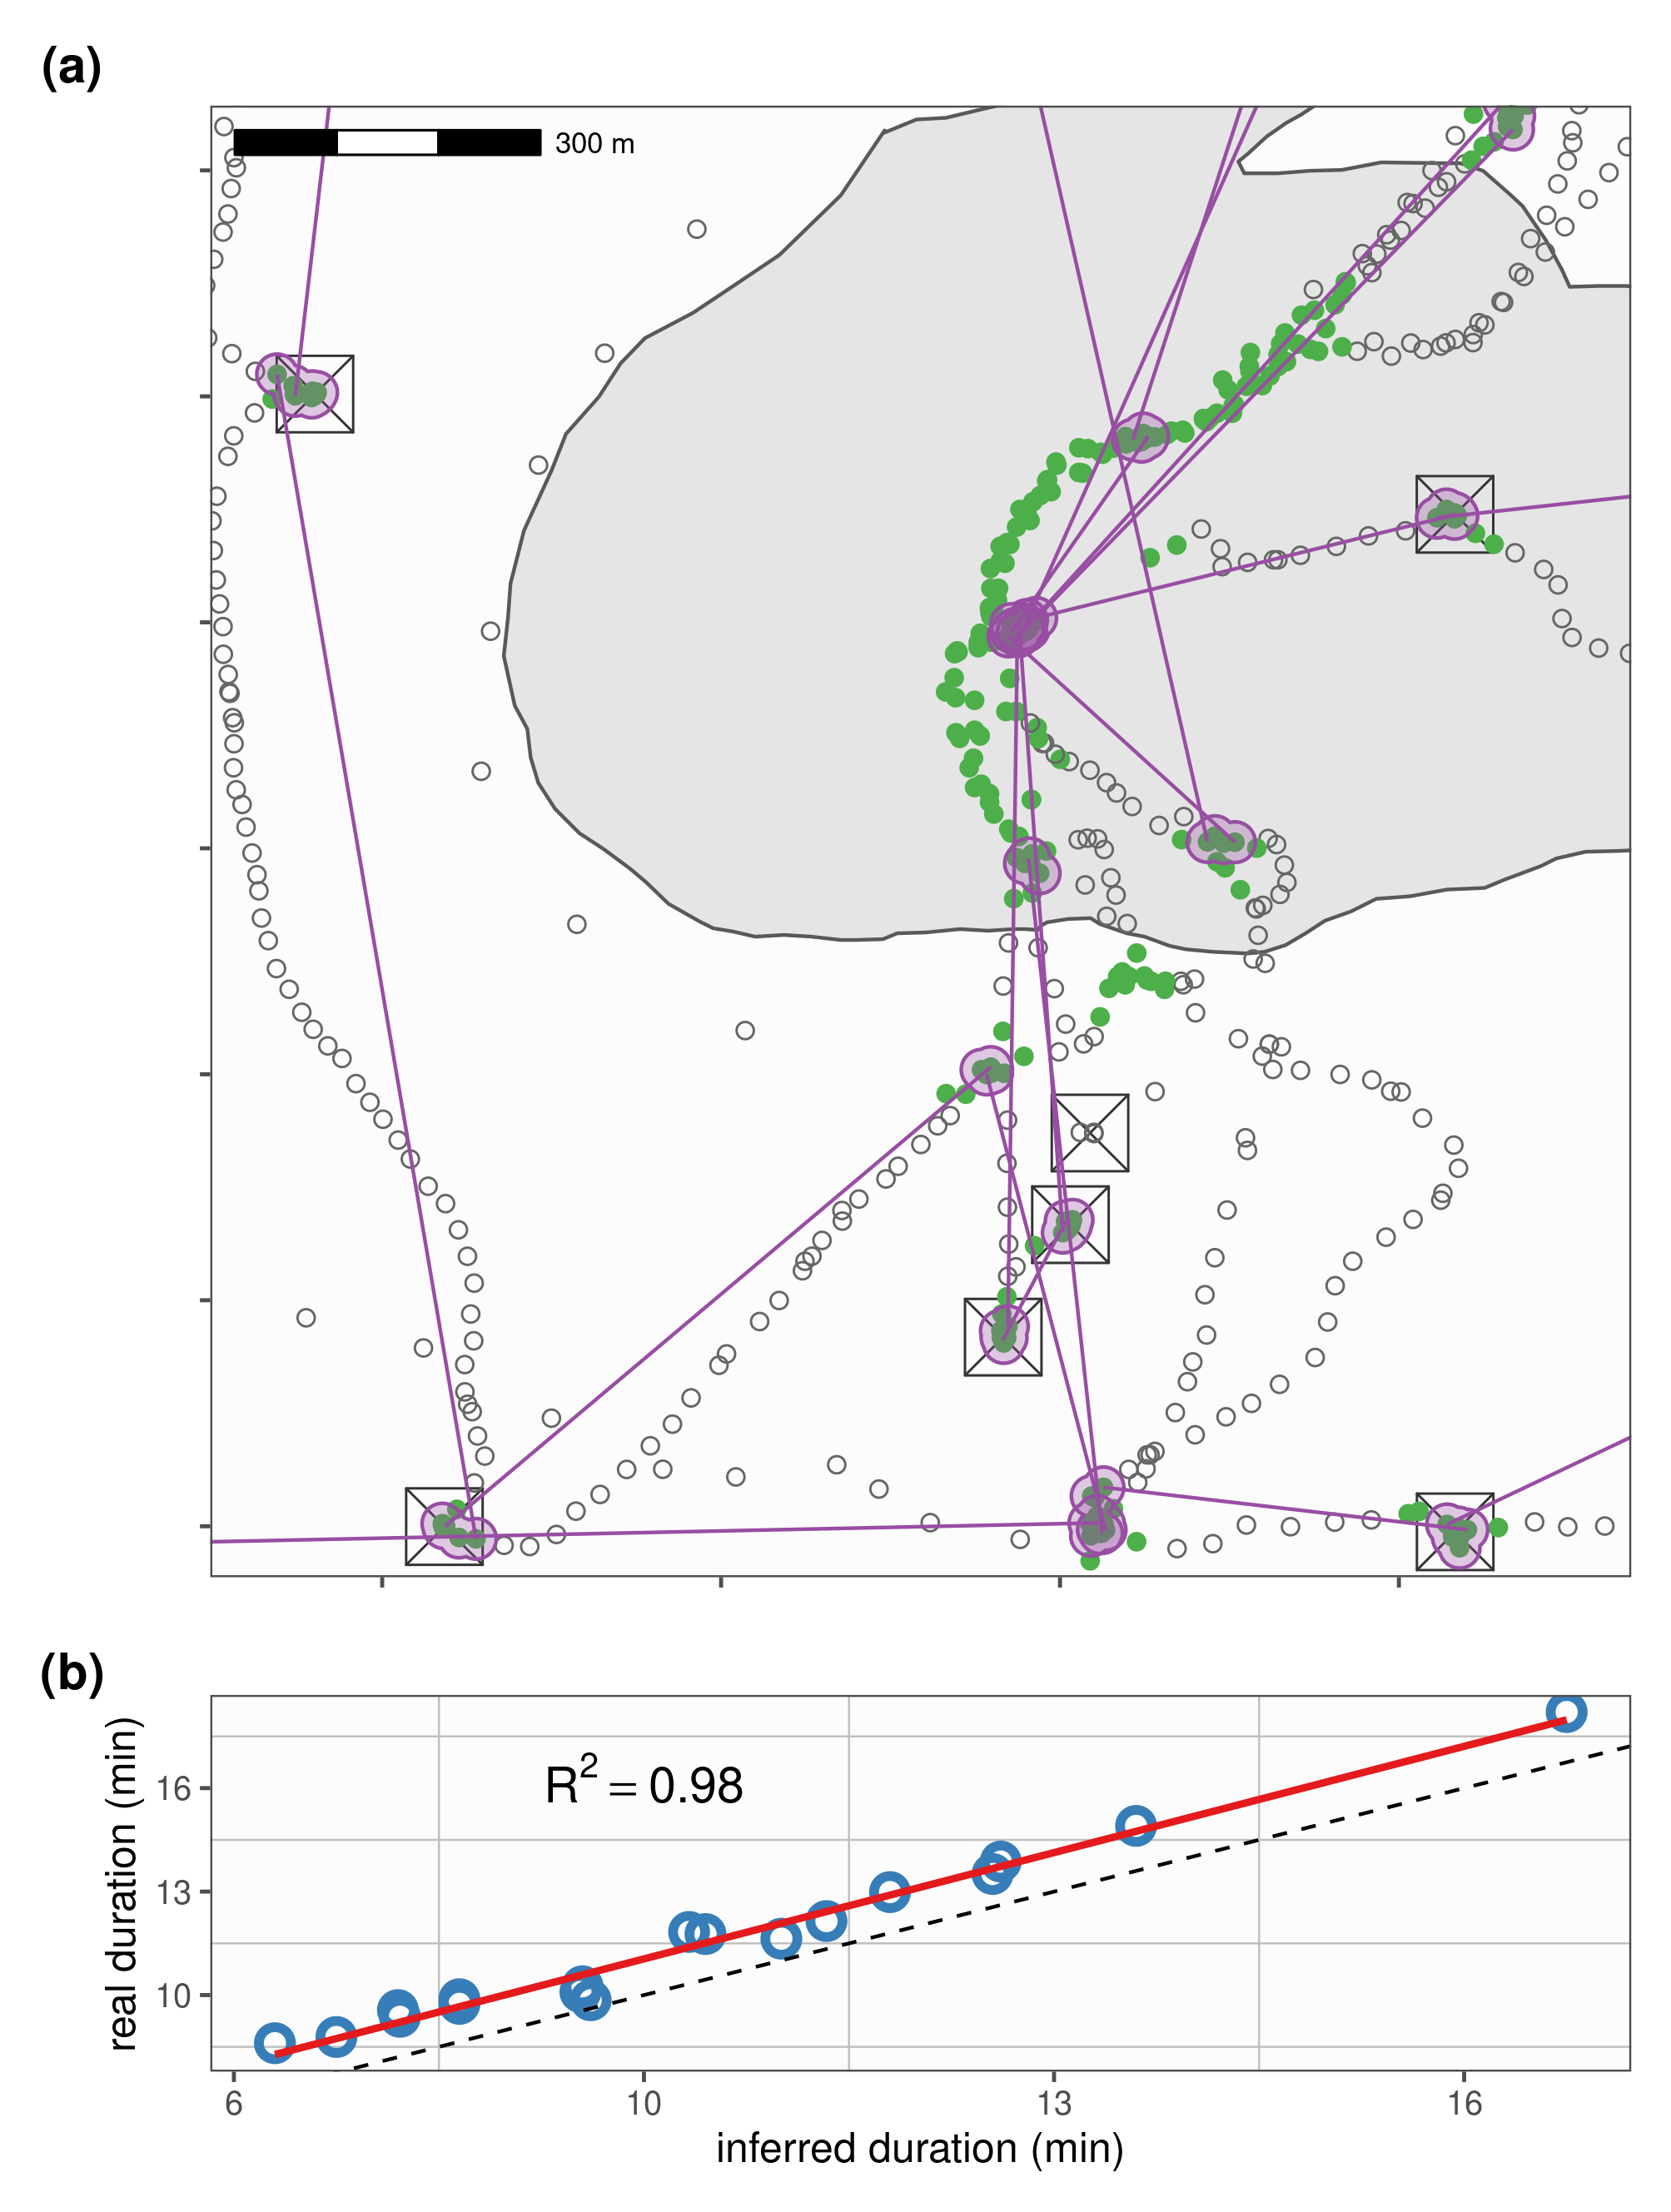 (a)
300 m
(b)
R² = 0.98
real duration (min)
16
13
10
6 10 13 16
inferred duration (min)